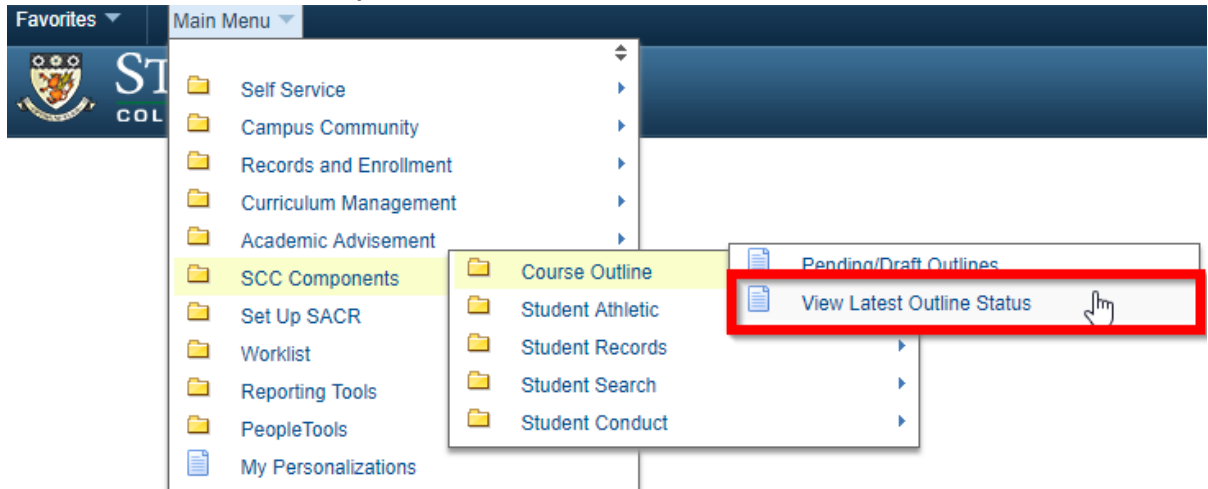 Favorites
Main Menu
ST
COL
Self Service
Campus Community
Records and Enrollment
Curriculum Management
Academic Advisement
SCC Components
Set Up SACR
Worklist
Reporting Tools
PeopleTools
My Personalizations
Course Outline
Student Athletic
Student Records
Student Search
Student Conduct
Pending/Draft Outlines
View Latest Outline Status